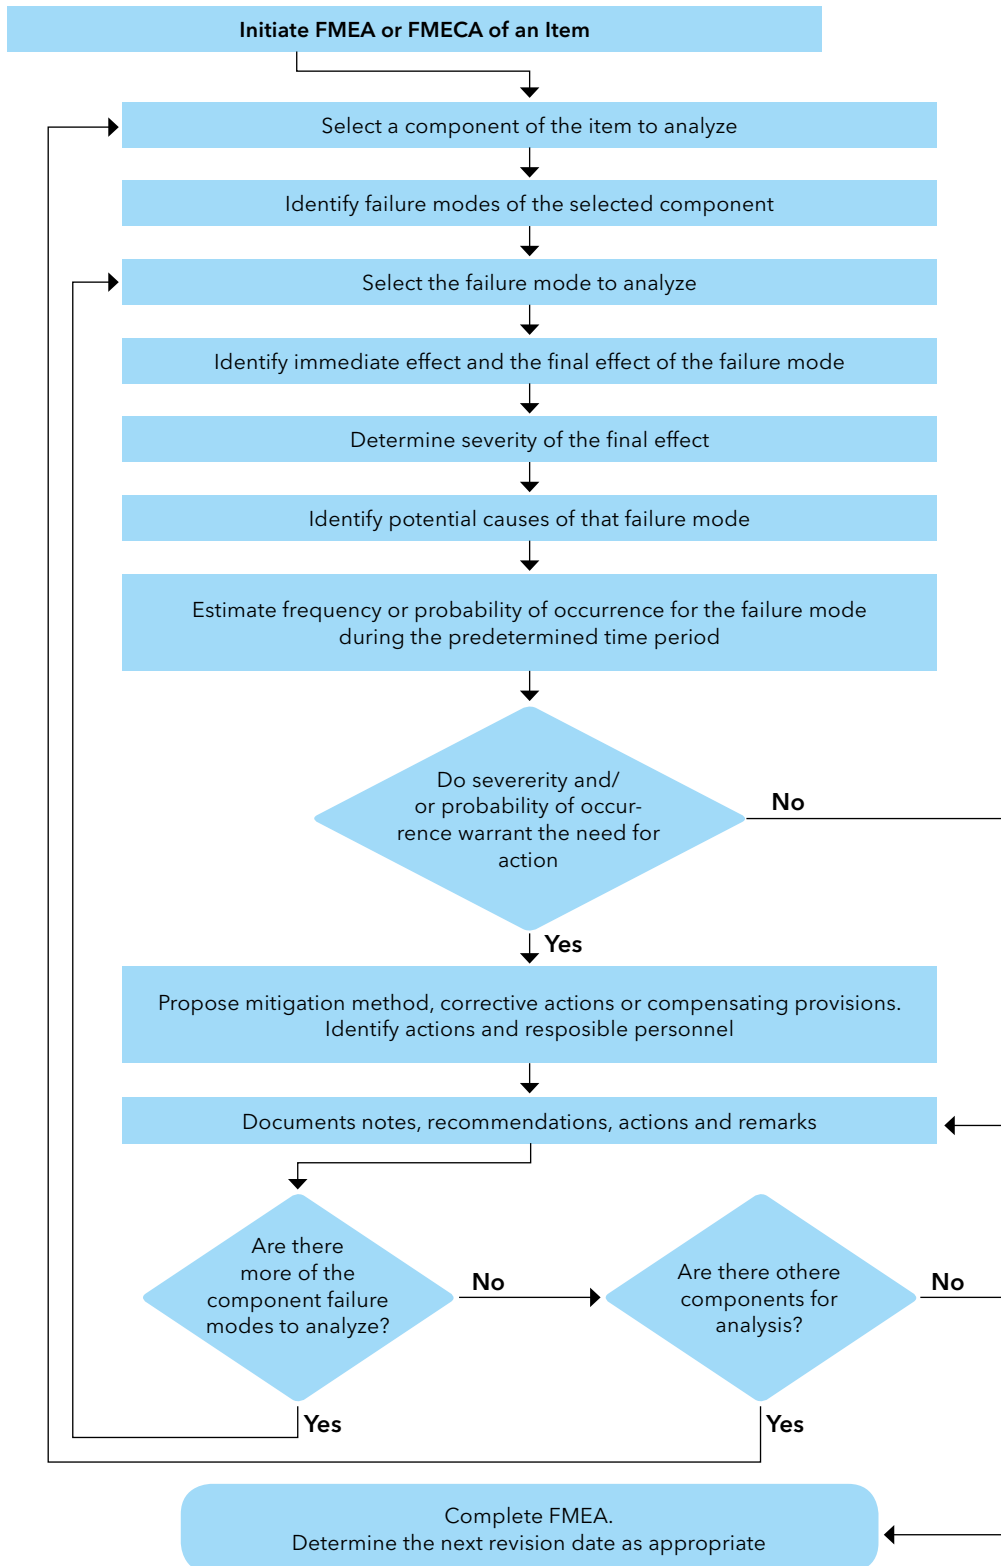 Initiate FMEA or FMECA of an Item
Select a component of the item to analyze
Identify failure modes of the selected component
Select the failure mode to analyze
Identify immediate effect and the final effect of the failure mode
Determine severity of the final effect
Identify potential causes of that failure mode
Estimate frequency or probability of occurrence for the failure mode
during the predetermined time period
Do severerity and/
or probability of occur-
rence warrant the need for
action
No
Yes
Propose mitigation method, corrective actions or compensating provisions.
Identify actions and resposible personnel
Documents notes, recommendations, actions and remarks
Are there
more of the
component failure
modes to analyze?
No
Yes
Are there othere
components for
analysis?
No
Yes
Complete FMEA.
Determine the next revision date as appropriate